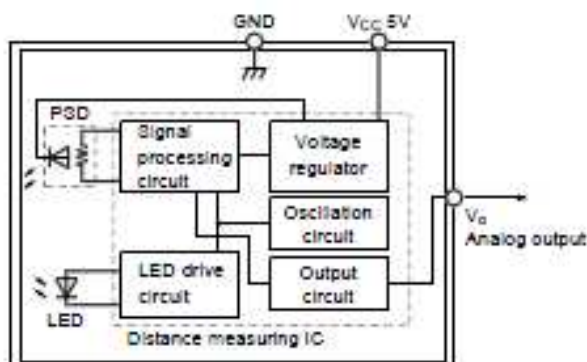 GND
Vcc 5V
PSD
Signal
processing
circuit
Voltage
regulator
Oscillation
circuit
Vo
Analog output
LED drive
circuit
Output
circuit
LED
Distance measuring IC